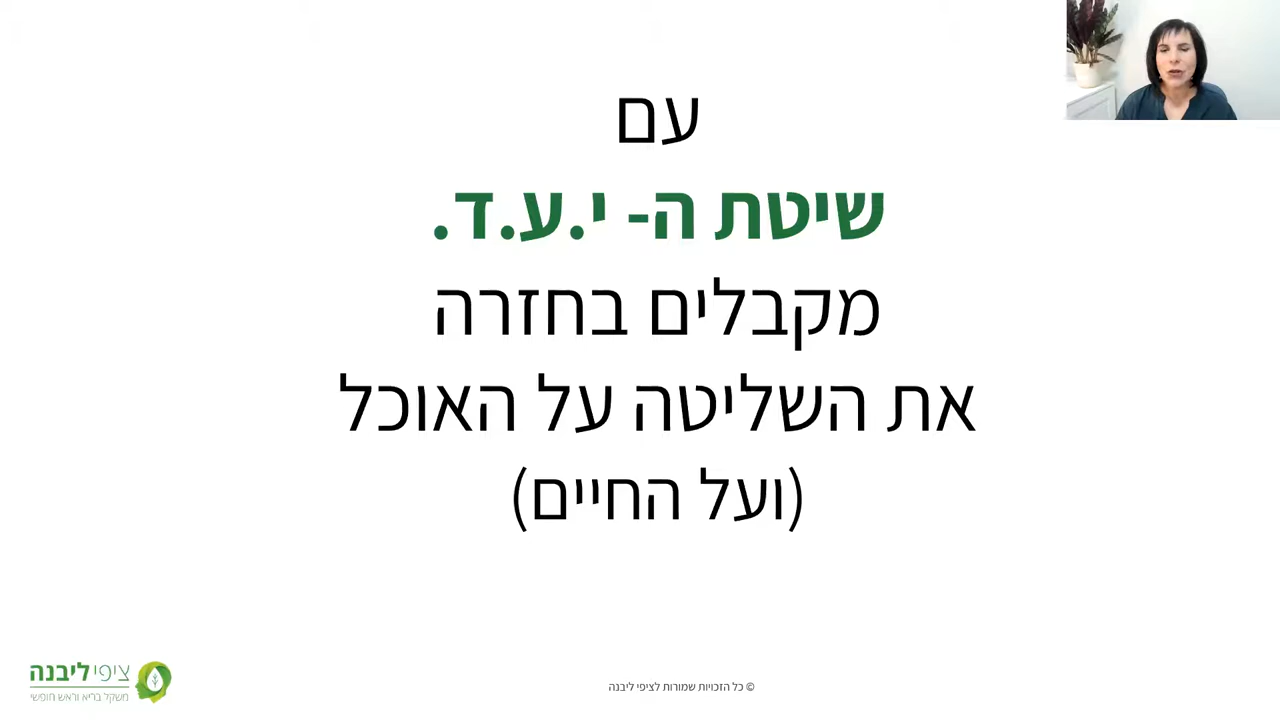 עם
שיטת ה- י.ע.ד.
מקבלים בחזרה
את השליטה על האוכל
(ועל החיים)
ציפי ליבנה
משקל בריא וראש חופשי
© כל הזכויות שמורות לציפי ליבנה